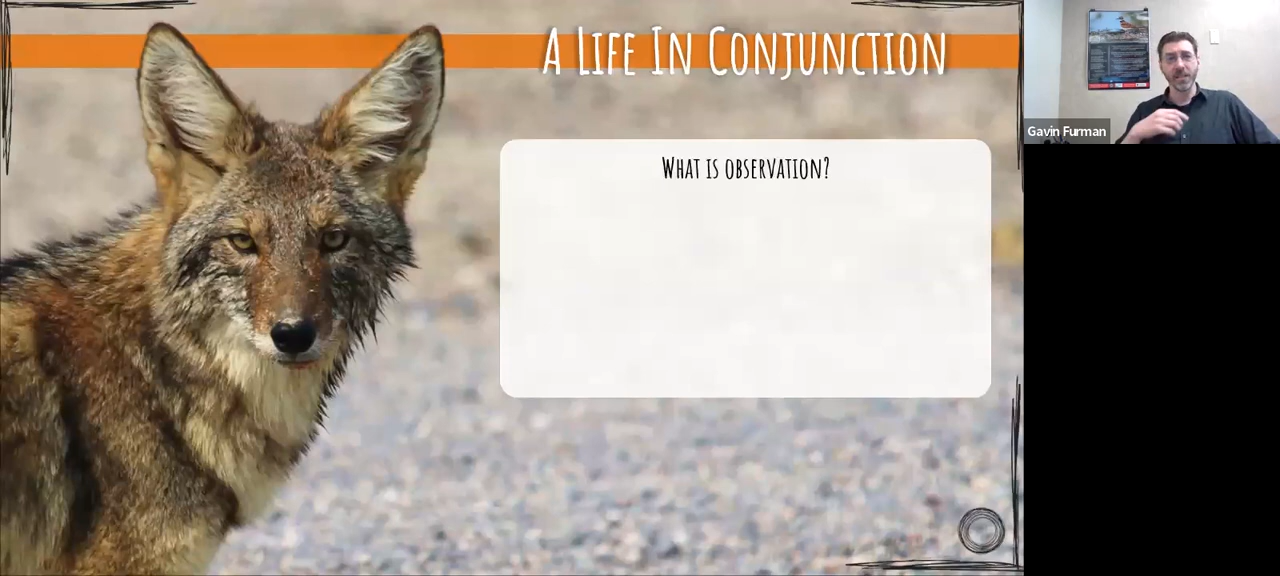 A Life In Conjunction
What is observation?
Gavin Furman